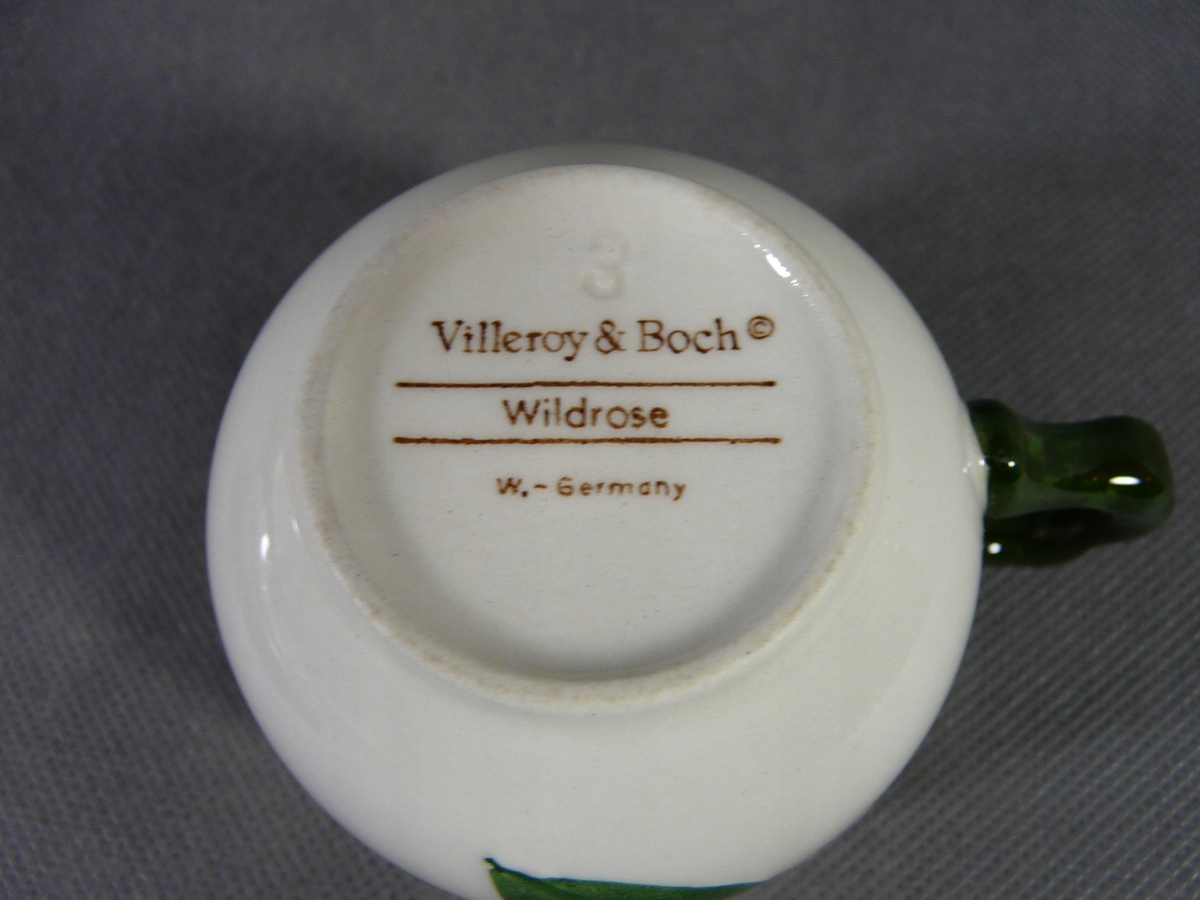 3
Villeroy & Boch©
Wildrose
W.-Germany